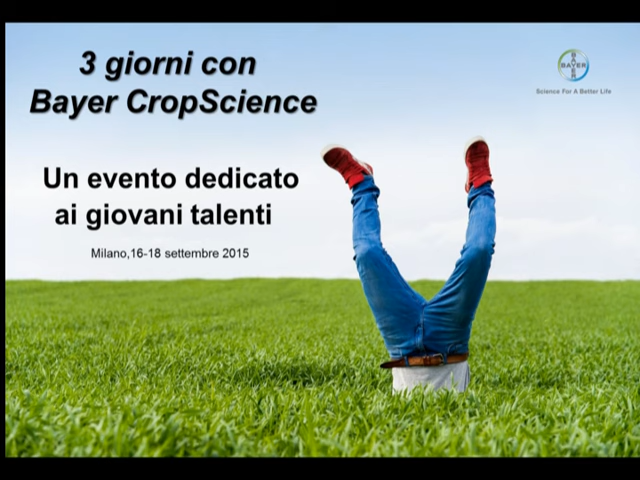 3 giorni con
Bayer CropScience
BAYER
BAYER
Science For A Better Life
Un evento dedicato
ai giovani talenti
Milano,16-18 settembre 2015